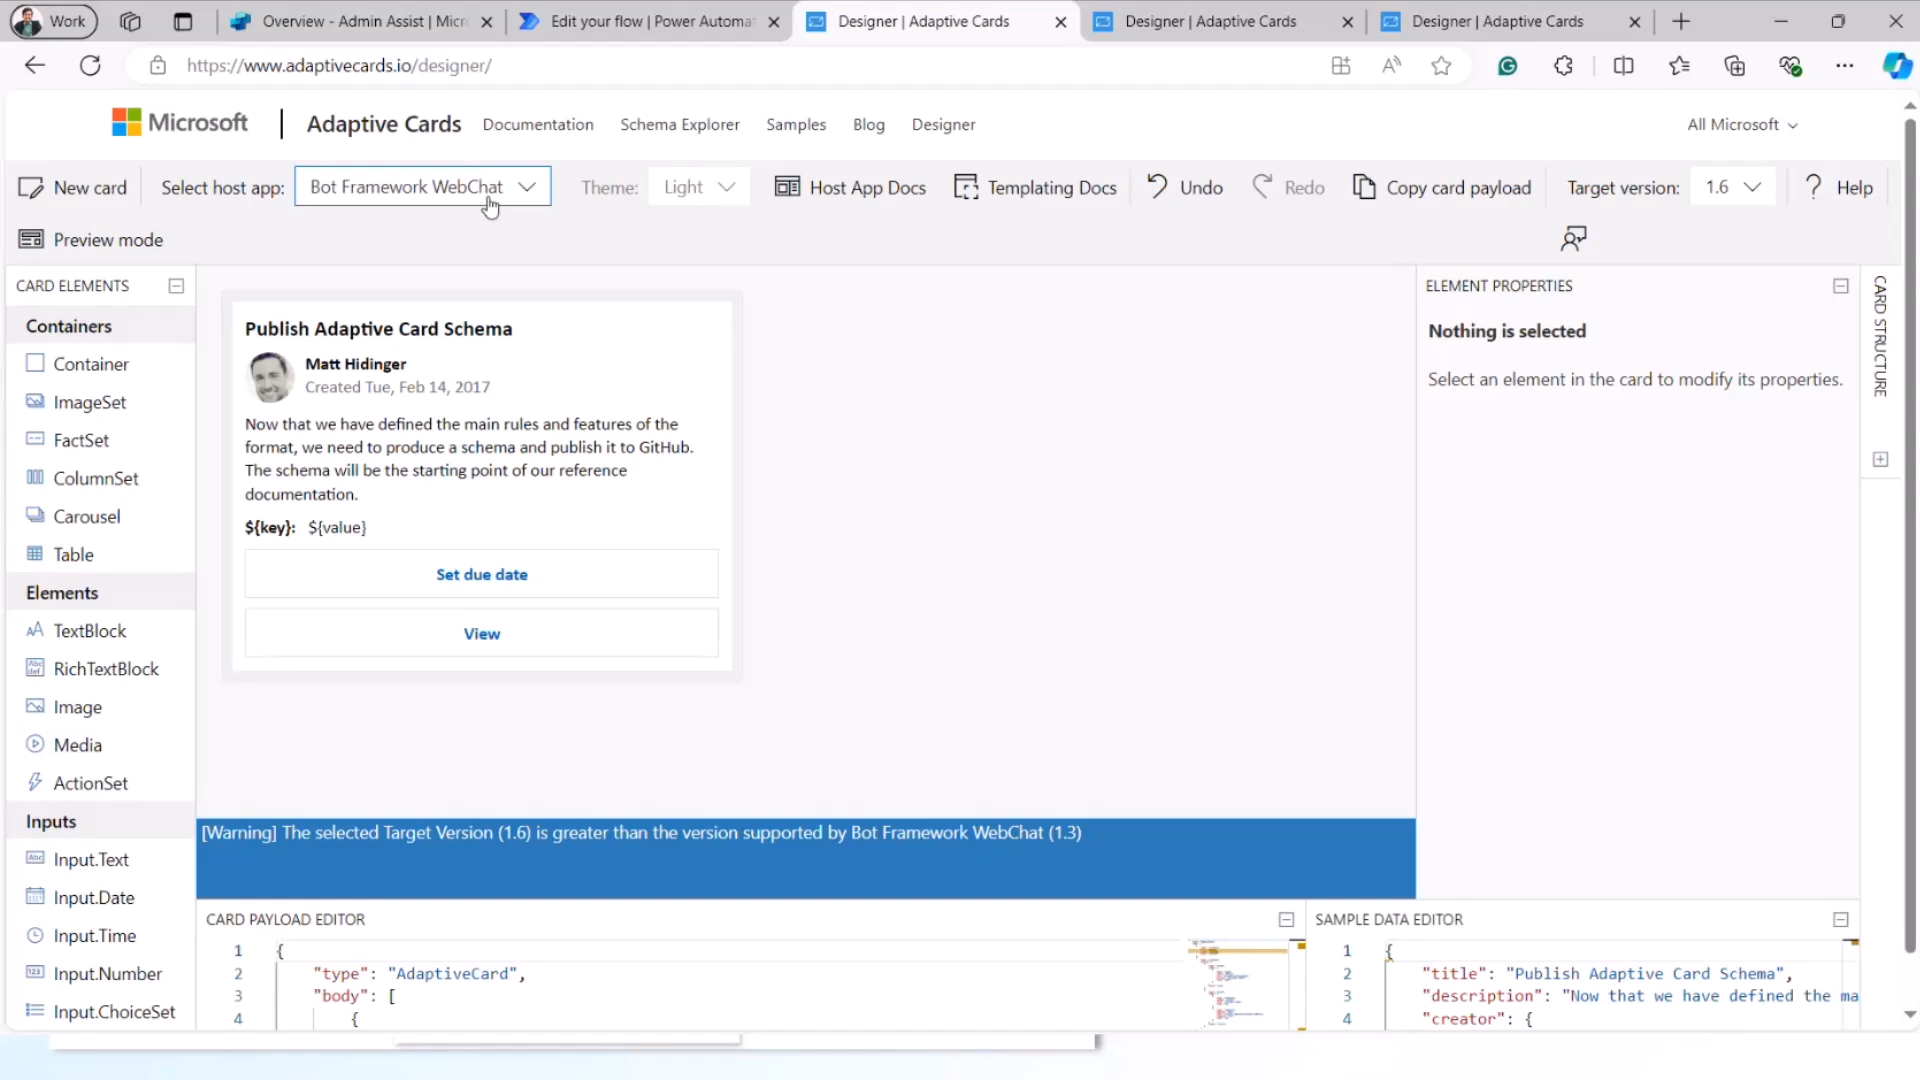 Work
Overview - Admin Assist | Micro
Edit your flow | Power Automat
Designer | Adaptive Cards
Designer | Adaptive Cards
Designer | Adaptive Cards
https://www.adaptivecards.io/designer/
Microsoft
Adaptive Cards
Documentation
Schema Explorer
Samples
Blog
Designer
All Microsoft
New card
Select host app:
Bot Framework WebChat
Theme:
Light
Host App Docs
Templating Docs
Undo
Redo
Copy card payload
Target version:
1.6
Help
Preview mode
CARD ELEMENTS
Containers
Container
ImageSet
FactSet
ColumnSet
Carousel
Table
Elements
TextBlock
RichTextBlock
Image
Media
ActionSet
Inputs
Input.Text
Input.Date
Input.Time
Input.Number
Input.ChoiceSet
Publish Adaptive Card Schema
Matt Hidinger
Created Tue, Feb 14, 2017
Now that we have defined the main rules and features of the
format, we need to produce a schema and publish it to GitHub.
The schema will be the starting point of our reference
documentation.
${key}: ${value}
Set due date
View
[Warning] The selected Target Version (1.6) is greater than the version supported by Bot Framework WebChat (1.3)
ELEMENT PROPERTIES
Nothing is selected
Select an element in the card to modify its properties.
CARD STRUCTURE
CARD PAYLOAD EDITOR
1 {
2 "type": "AdaptiveCard",
3 "body": [
4 {
SAMPLE DATA EDITOR
1 {
2 "title": "Publish Adaptive Card Schema",
3 "description": "Now that we have defined the ma
4 "creator": {